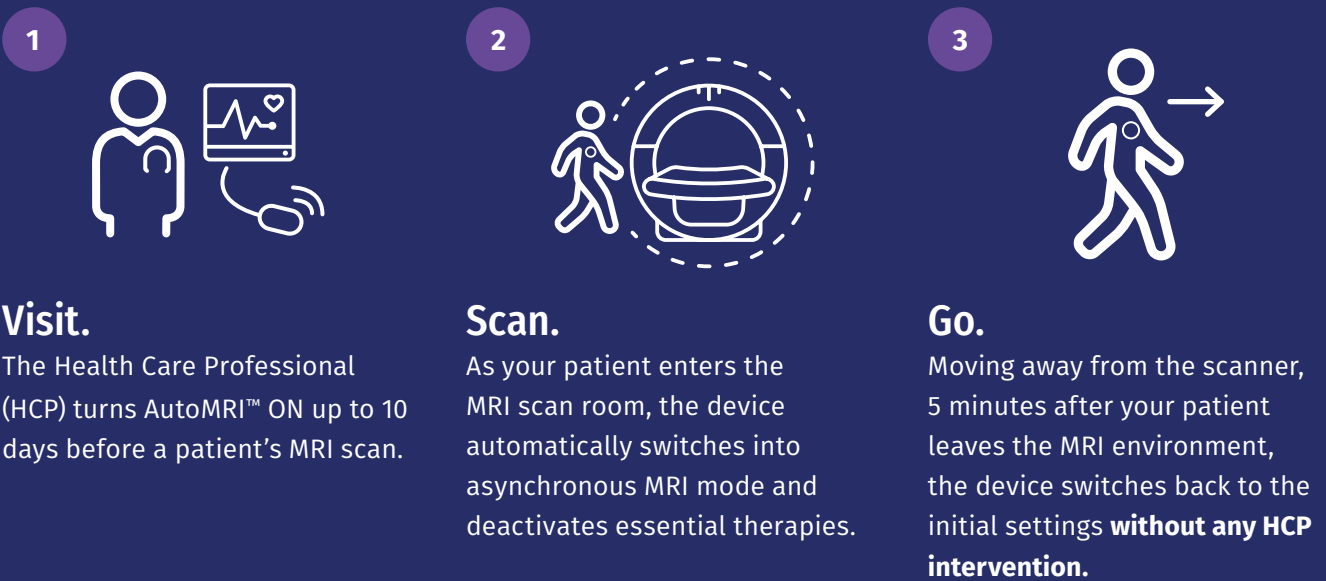 1
Visit.
The Health Care Professional
(HCP) turns AutoMRI™ ON up to 10
days before a patient’s MRI scan.
2
Scan.
As your patient enters the
MRI scan room, the device
automatically switches into
asynchronous MRI mode and
deactivates essential therapies.
3
Go.
Moving away from the scanner,
5 minutes after your patient
leaves the MRI environment,
the device switches back to the
initial settings without any HCP
intervention.